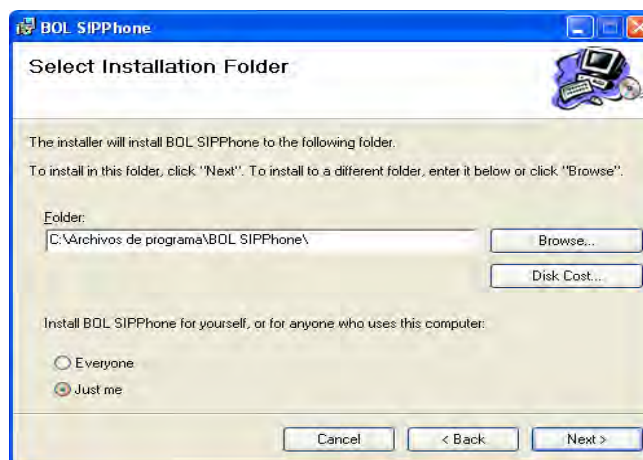 BOL SIPPhone
Select Installation Folder
The installer will install BOL SIPPhone to the following folder.
To install in this folder, click "Next". To install to a different folder, enter it below or click "Browse".
Folder:
C:\Archivos de programa\BOL SIPPhone\
Browse...
Disk Cost...
Install BOL SIPPhone for yourself, or for anyone who uses this computer:
Everyone
Just me
Cancel
< Back
Next >